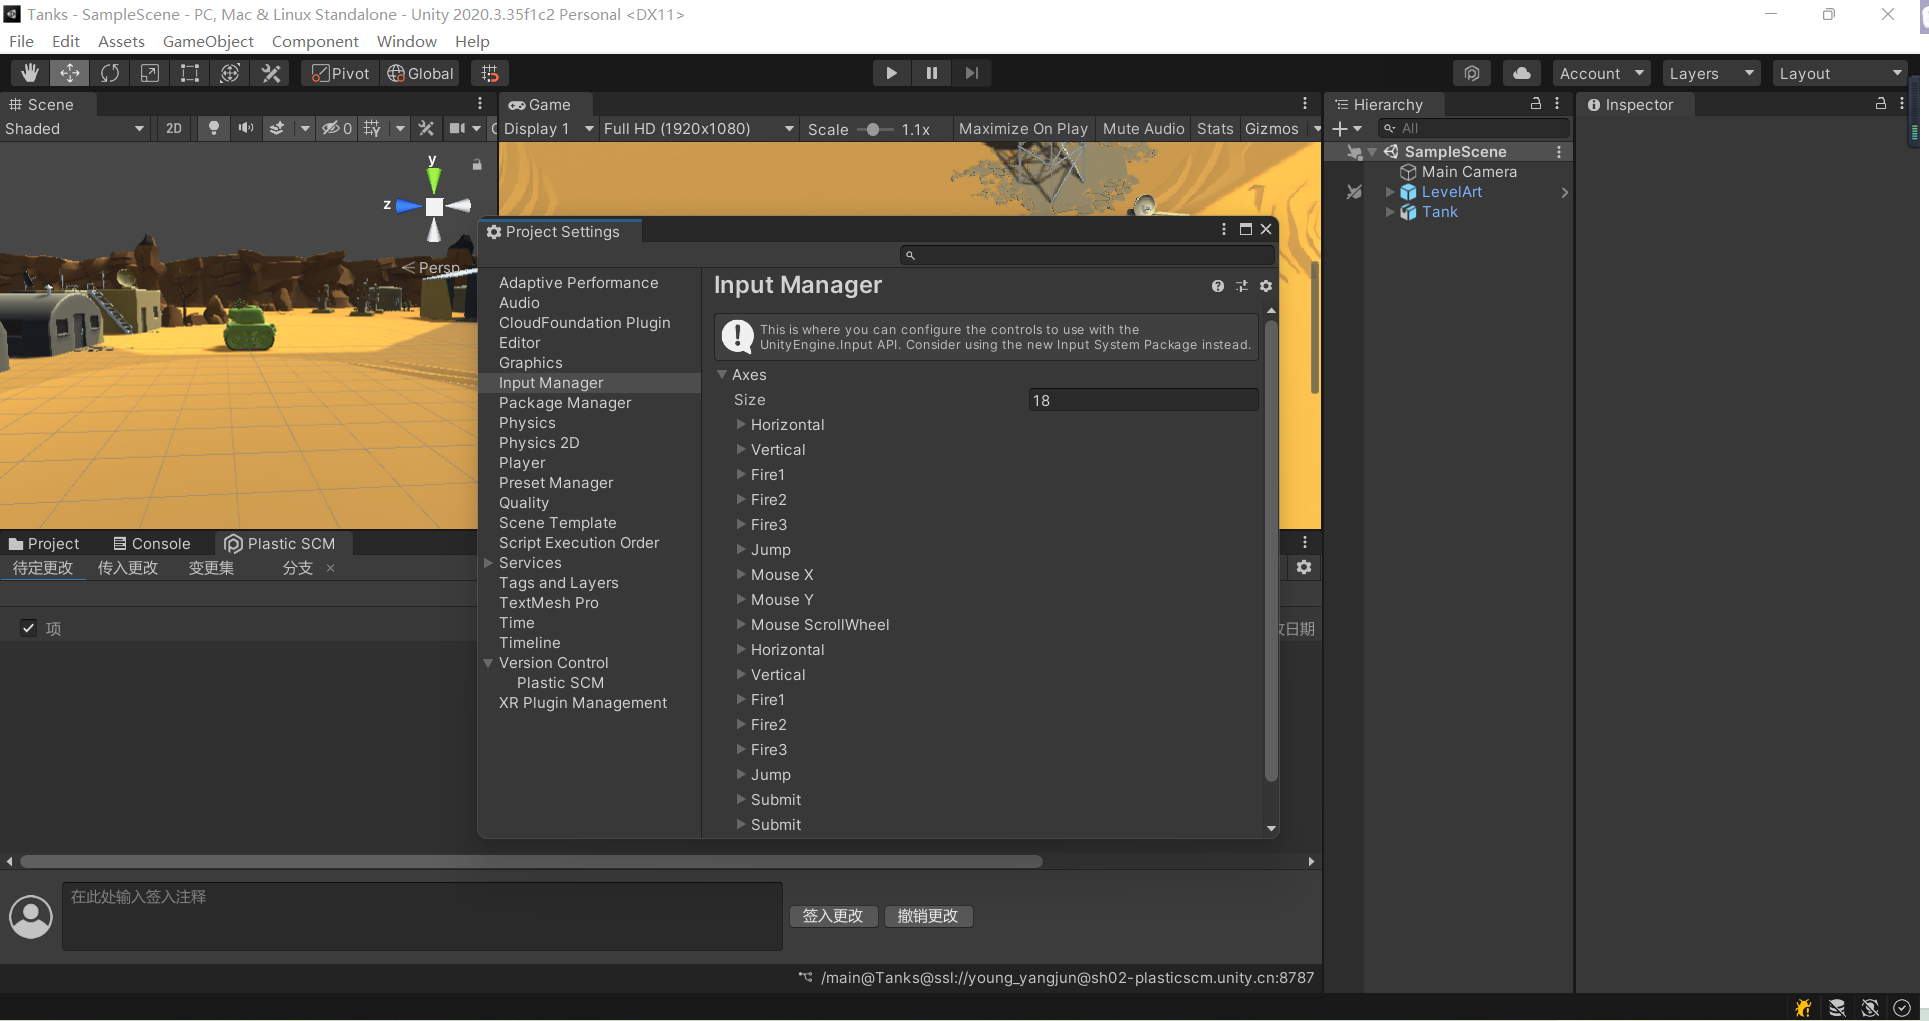 Tanks - SampleScene - PC, Mac & Linux Standalone - Unity 2020.3.35f1c2 Personal <DX11>
File Edit Assets GameObject Component Window Help
Pivot Global Account Layers Layout
Scene
Shaded 2D 0
Game
Display 1 Full HD (1920x1080) Scale 1.1x Maximize On Play Mute Audio Stats Gizmos
Hierarchy
All
SampleScene
Main Camera
LevelArt
Tank
Inspector
y
z
Persp
Project Settings
Adaptive Performance
Audio
CloudFoundation Plugin
Editor
Graphics
Input Manager
Package Manager
Physics
Physics 2D
Player
Preset Manager
Quality
Scene Template
Script Execution Order
Services
Tags and Layers
TextMesh Pro
Time
Timeline
Version Control
Plastic SCM
XR Plugin Management
Input Manager
This is where you can configure the controls to use with the
UnityEngine.Input API. Consider using the new Input System Package instead.
Axes
Size 18
Horizontal
Vertical
Fire1
Fire2
Fire3
Jump
Mouse X
Mouse Y
Mouse ScrollWheel
Horizontal
Vertical
Fire1
Fire2
Fire3
Jump
Submit
Submit
Project Console Plastic SCM
待定更改 传入更改 变更集 分支
项 日期
在此处输入签入注释
签入更改 撤销更改
/main@Tanks@ssl://young_yangjun@sh02-plasticscm.unity.cn:8787